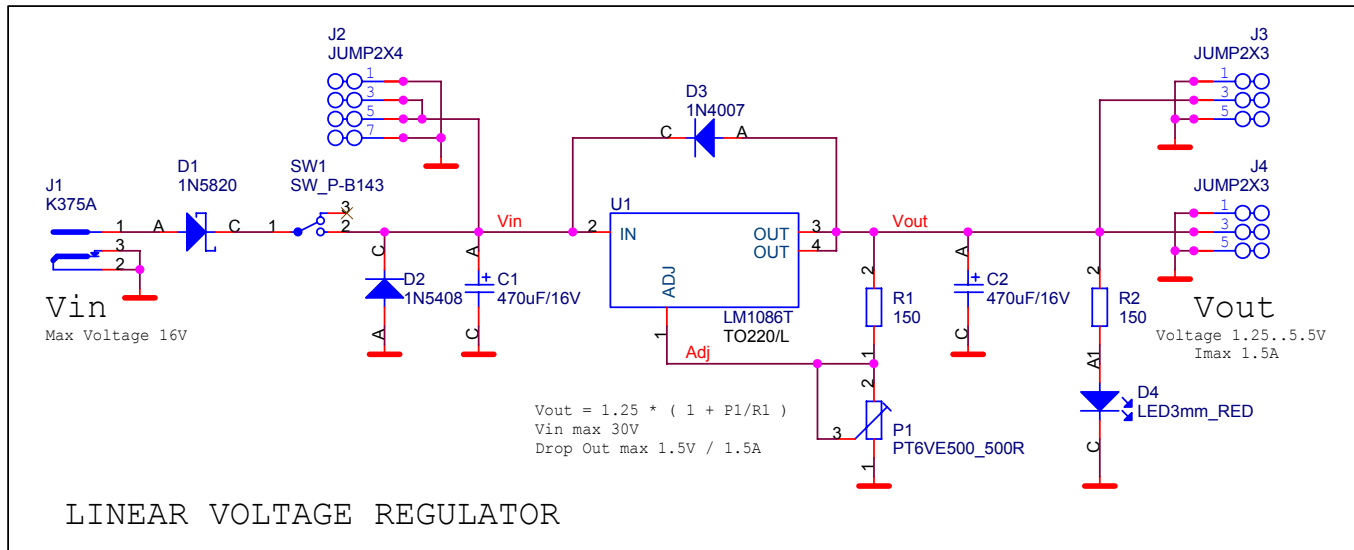 J2
JUMP2X4
1
3
5
7
J3
JUMP2X3
1
3
5
D3
1N4007
C
A
D1
1N5820
SW1
SW_P-B143
J1
K375A
1
A
C
1
3
2
3
2
Vin
U1
2
IN
OUT
OUT
3
4
ADJ
Vout
J4
JUMP2X3
1
3
5
C
D2
1N5408
A
A
C1
470uF/16V
C
LM1086T
TO220/L
1
Adj
2
R1
150
1
A
C2
470uF/16V
C
2
R2
150
A1
D4
LED3mm_RED
C
2
3
P1
PT6VE500_500R
1
Vin
Max Voltage 16V
Vout
Voltage 1.25..5.5V
Imax 1.5A
Vout = 1.25 * ( 1 + P1/R1 )
Vin max 30V
Drop Out max 1.5V / 1.5A
LINEAR VOLTAGE REGULATOR